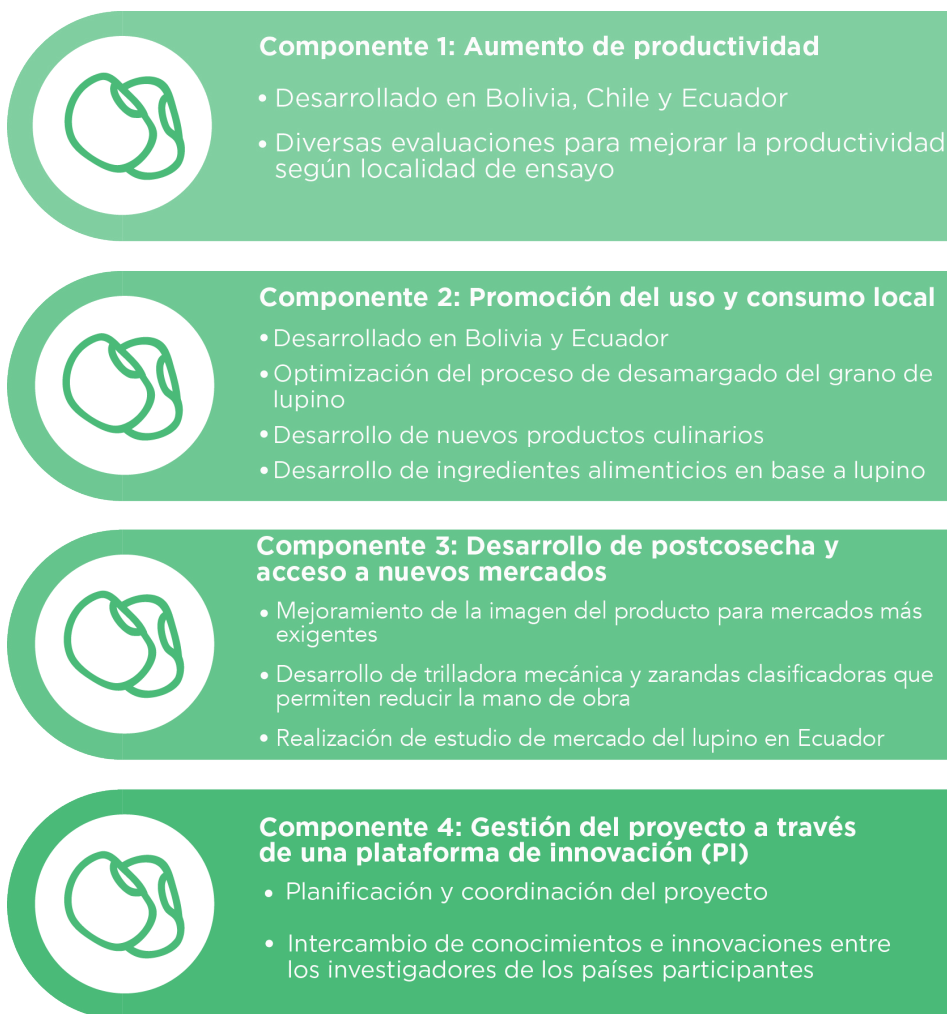 Componente 1: Aumento de productividad
• Desarrollado en Bolivia, Chile y Ecuador
• Diversas evaluaciones para mejorar la productividad
según localidad de ensayo
Componente 2: Promoción del uso y consumo local
• Desarrollado en Bolivia y Ecuador
• Optimización del proceso de desamargado del grano de
lupino
• Desarrollo de nuevos productos culinarios
• Desarrollo de ingredientes alimenticios en base a lupino
Componente 3: Desarrollo de postcosecha y
acceso a nuevos mercados
• Mejoramiento de la imagen del producto para mercados más
exigentes
• Desarrollo de trilladora mecánica y zarandas clasificadoras que
permiten reducir la mano de obra
• Realización de estudio de mercado del lupino en Ecuador
Componente 4: Gestión del proyecto a través
de una plataforma de innovación (PI)
• Planificación y coordinación del proyecto
• Intercambio de conocimientos e innovaciones entre
los investigadores de los países participantes